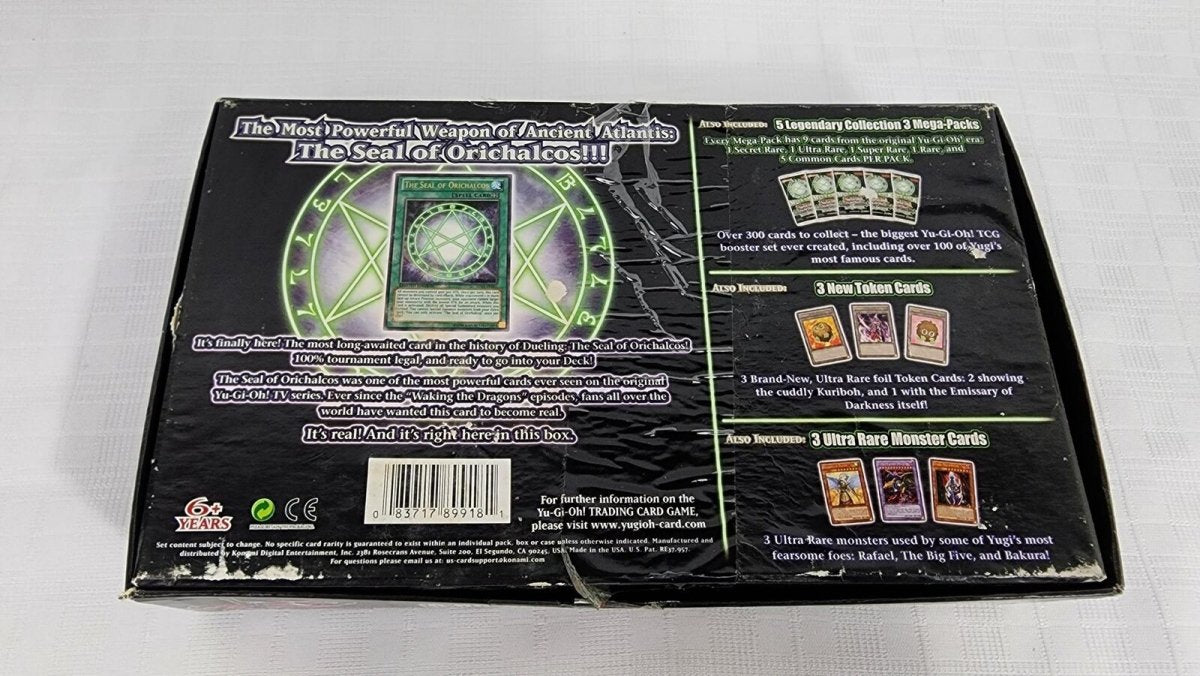 The Most Powerful Weapon of Ancient Atlantis:
The Seal of Orichalcos!!!
The Seal of Orichalcos
It's finally here! The most long-awaited card in the history of Dueling: The Seal of Orichalcos!
100% tournament legal, and ready to go into your Deck!
The Seal of Orichalcos was one of the most powerful cards ever seen on the original
Yu-Gi-Oh! TV series. Ever since the "Waking the Dragons" episodes, fans all over the
world have wanted this card to become real.
It's real! And it's right here in this box.
6+
YEARS
CE
0 83717 89918 1
For further information on the
Yu-Gi-Oh! TRADING CARD GAME,
please visit www.yugioh-card.com
Set content subject to change. No specific card rarity is guaranteed to exist within an individual pack, box or case unless otherwise indicated. Manufactured and
distributed by Konami Digital Entertainment, Inc. 2381 Rosecrans Avenue, Suite 200, El Segundo, CA 90245, USA. Made in the USA. U.S. Pat. RE37,957.
For questions please email us at: us-cardsupport@konami.com
Also Included: 5 Legendary Collection 3 Mega-Packs
Every Mega Pack has 9 cards from the original Yu-Gi-Oh! era:
1 Secret Rare, 1 Ultra Rare, 1 Super Rare, 1 Rare, and
5 Common Cards PER PACK.
Over 300 cards to collect – the biggest Yu-Gi-Oh! TCG
booster set ever created, including over 100 of Yugi's
most famous cards.
Also Included: 3 New Token Cards
3 Brand-New, Ultra Rare foil Token Cards: 2 showing
the cuddly Kuriboh, and 1 with the Emissary of
Darkness itself!
Also Included: 3 Ultra Rare Monster Cards
3 Ultra Rare monsters used by some of Yugi's most
fearsome foes: Rafael, The Big Five, and Bakura!